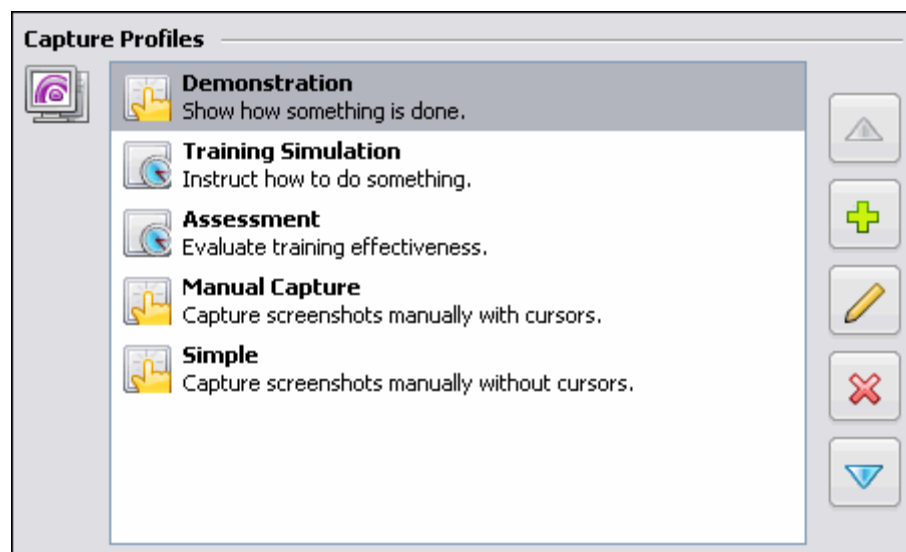 Capture Profiles
Demonstration
Show how something is done.
Training Simulation
Instruct how to do something.
Assessment
Evaluate training effectiveness.
Manual Capture
Capture screenshots manually with cursors.
Simple
Capture screenshots manually without cursors.